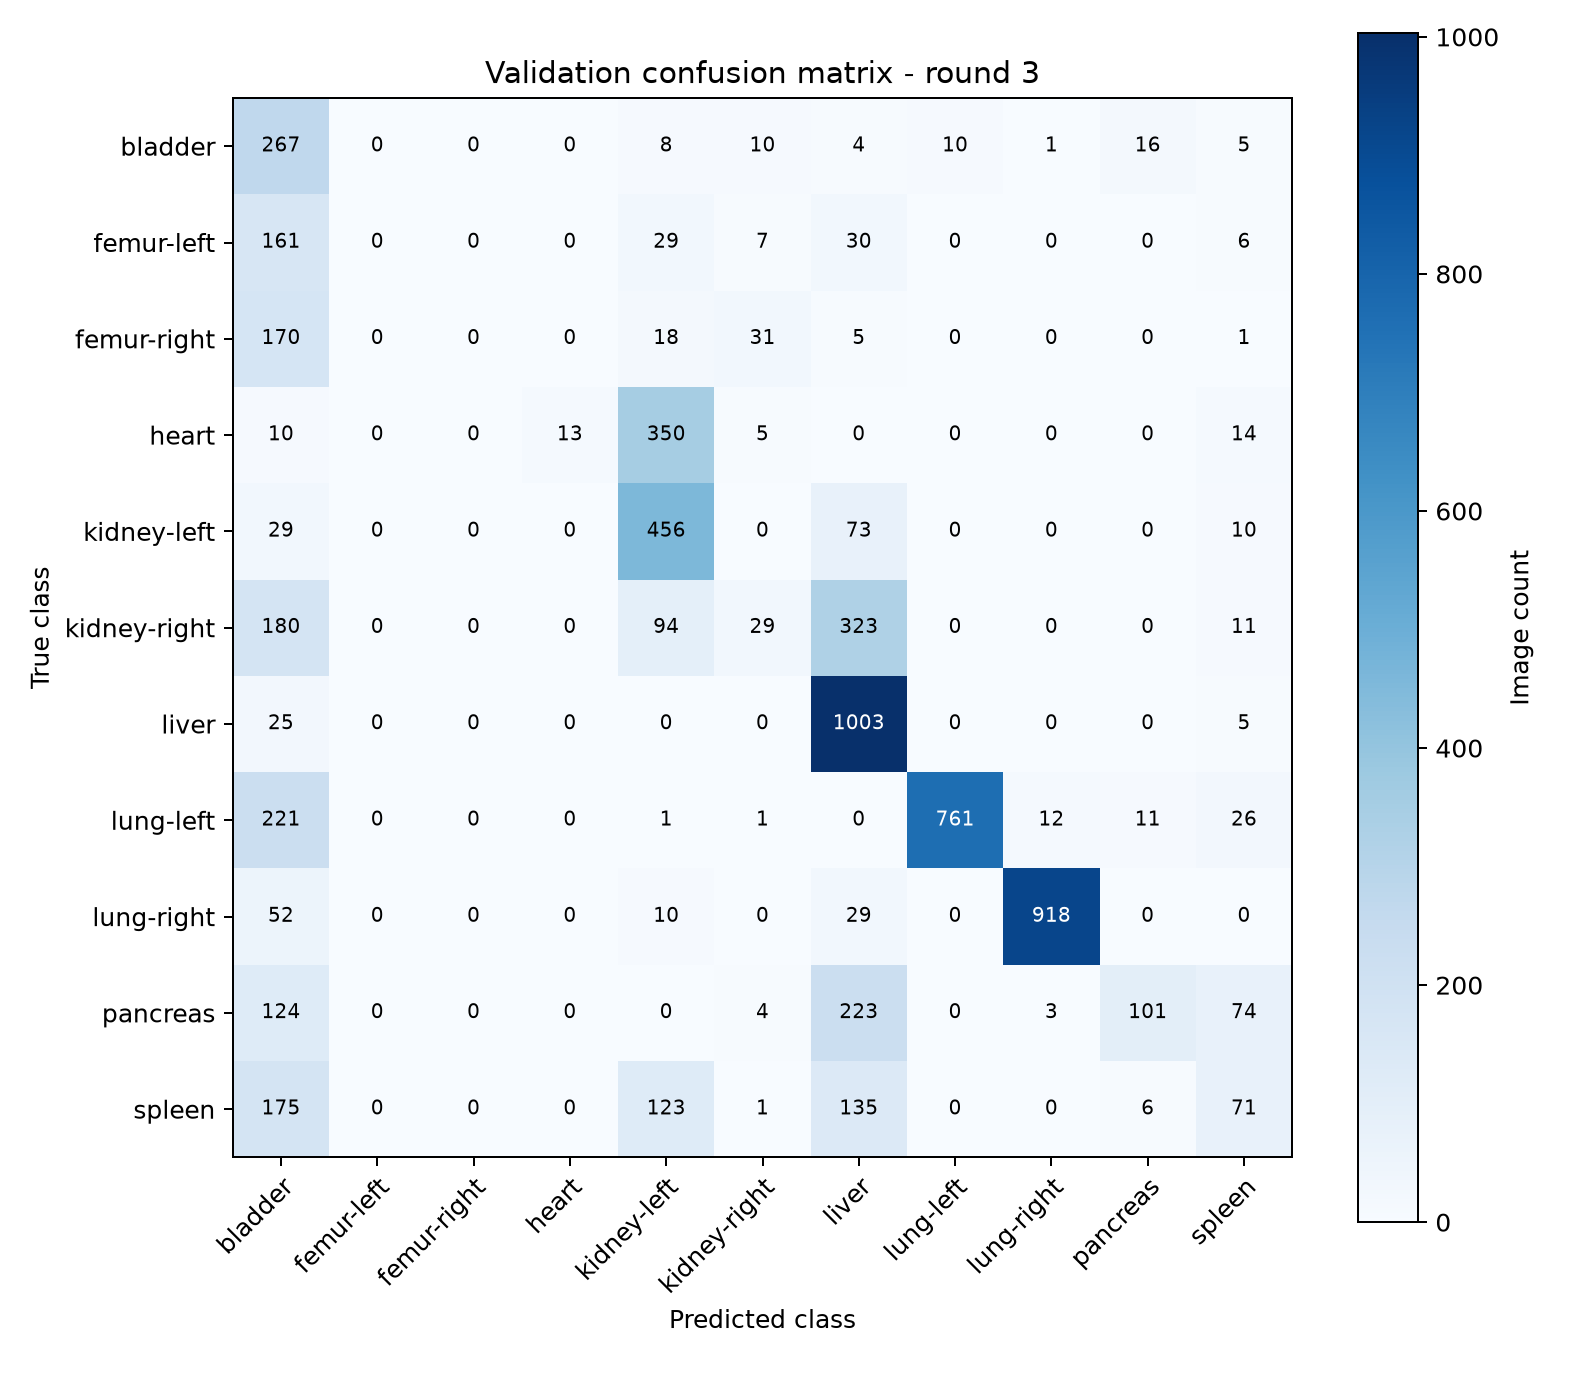 Validation confusion matrix - round 3
bladder 267 0 0 0 8 10 4 10 1 16 5
femur-left 161 0 0 0 29 7 30 0 0 0 6
femur-right 170 0 0 0 18 31 5 0 0 0 1
heart 10 0 0 13 350 5 0 0 0 0 14
kidney-left 29 0 0 0 456 0 73 0 0 0 10
kidney-right 180 0 0 0 94 29 323 0 0 0 11
liver 25 0 0 0 0 0 1003 0 0 0 5
lung-left 221 0 0 0 1 1 0 761 12 11 26
lung-right 52 0 0 0 10 0 29 0 918 0 0
pancreas 124 0 0 0 0 4 223 0 3 101 74
spleen 175 0 0 0 123 1 135 0 0 6 71
bladder femur-left femur-right heart kidney-left kidney-right liver lung-left lung-right pancreas spleen
Predicted class
True class
1000
800
600
400
200
0
Image count